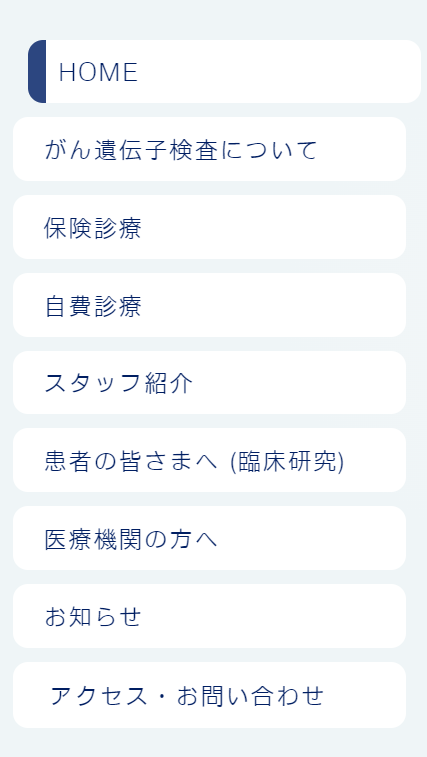 HOME
がん遺伝子検査について
保険診療
自費診療
スタッフ紹介
患者の皆さまへ (臨床研究)
医療機関の方へ
お知らせ
アクセス・お問い合わせ